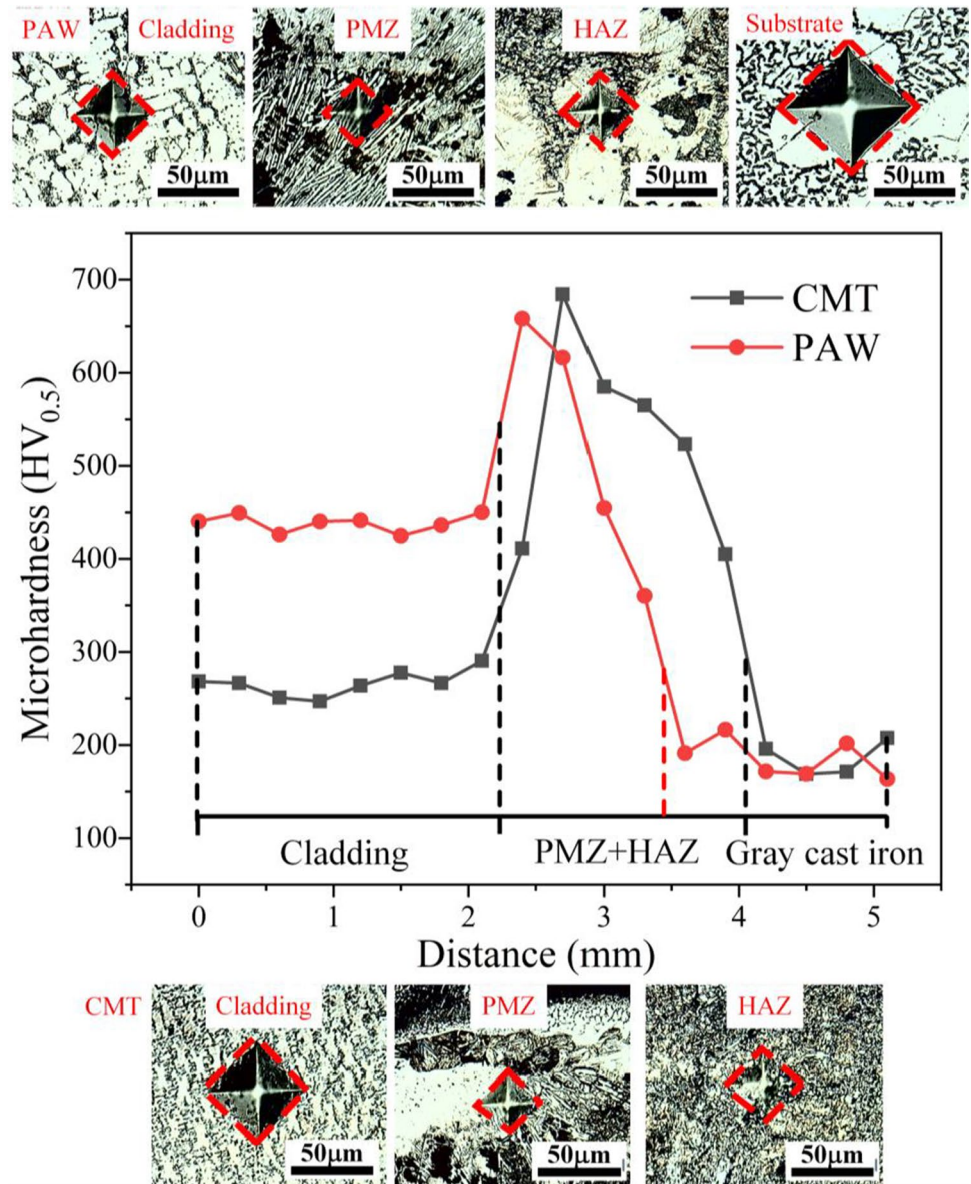 PAW Cladding PMZ HAZ Substrate
50μm 50μm 50μm 50μm
700
600
500
400
300
200
100
Microhardness (HV0.5)
CMT
PAW
Cladding PMZ+HAZ Gray cast iron
0 1 2 3 4 5
Distance (mm)
CMT Cladding PMZ HAZ
50μm 50μm 50μm